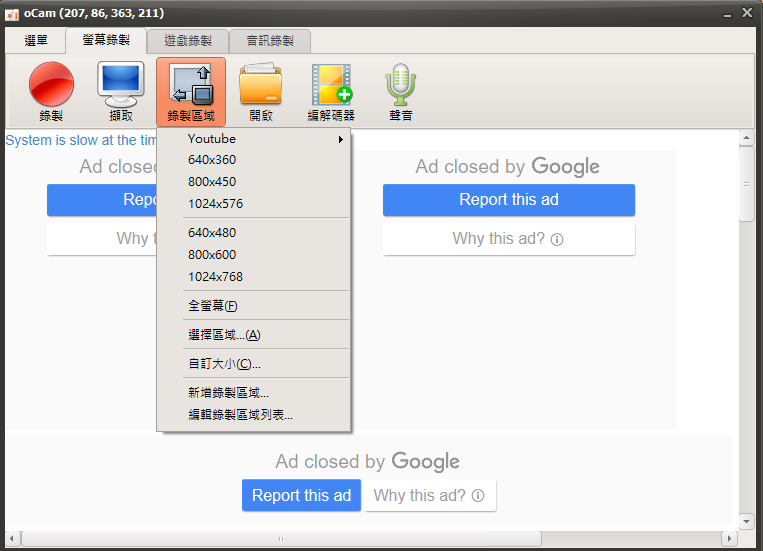 oCam (207, 86, 363, 211)
選單 螢幕錄製 遊戲錄製 音訊錄製
錄製 擷取 錄製區域 開啟 編解碼器 聲音
System is slow at the tim
Youtube
640x360
800x450
1024x576
640x480
800x600
1024x768
全螢幕(F)
選擇區域...(A)
自訂大小(C)...
新增錄製區域...
編輯錄製區域列表...
Ad closed
Repo
Why t
Ad closed by Google
Report this ad
Why this ad?
Ad closed by Google
Report this ad Why this ad?